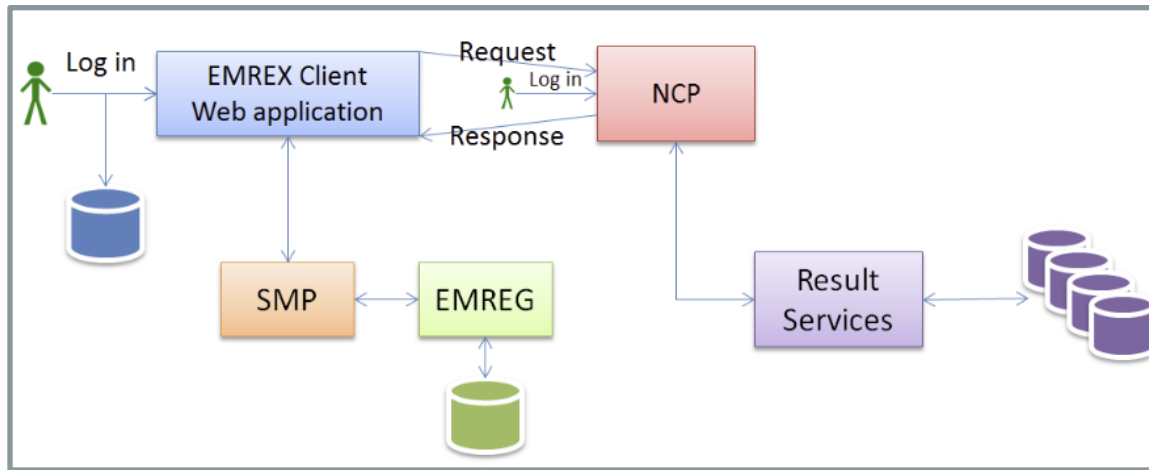 Log in
EMREX Client
Web application
Request
Log in
Response
NCP
SMP
EMREG
Result
Services